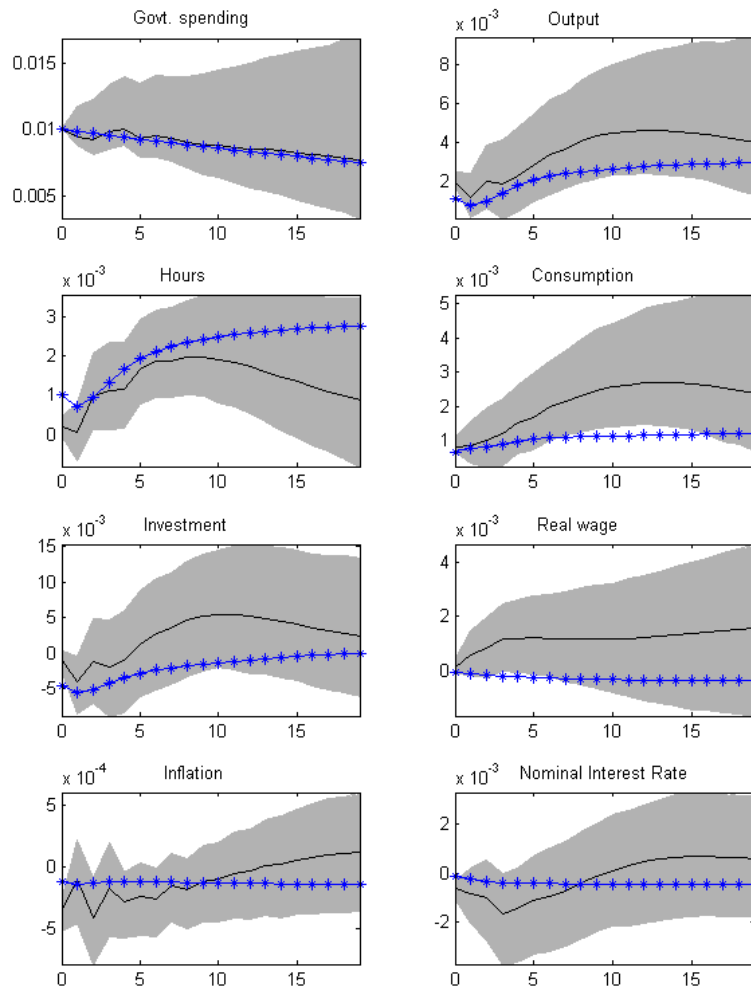 Govt. spending
0.015
0.01
0.005
0 5 10 15
Output
x 10^-3
8
6
4
2
0 5 10 15
Hours
x 10^-3
3
2
1
0
0 5 10 15
Consumption
x 10^-3
5
4
3
2
1
0 5 10 15
Investment
x 10^-3
15
10
5
0
-5
0 5 10 15
Real wage
x 10^-3
4
2
0
0 5 10 15
Inflation
x 10^-4
5
0
-5
0 5 10 15
Nominal Interest Rate
x 10^-3
2
0
-2
0 5 10 15